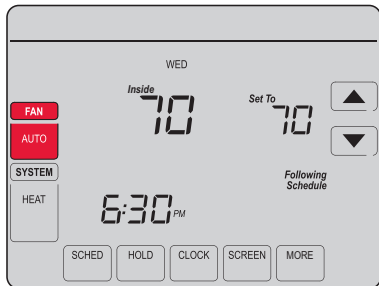 WED
Inside
70
Set To
70
FAN
AUTO
SYSTEM
HEAT
Following
Schedule
6:30 PM
SCHED
HOLD
CLOCK
SCREEN
MORE